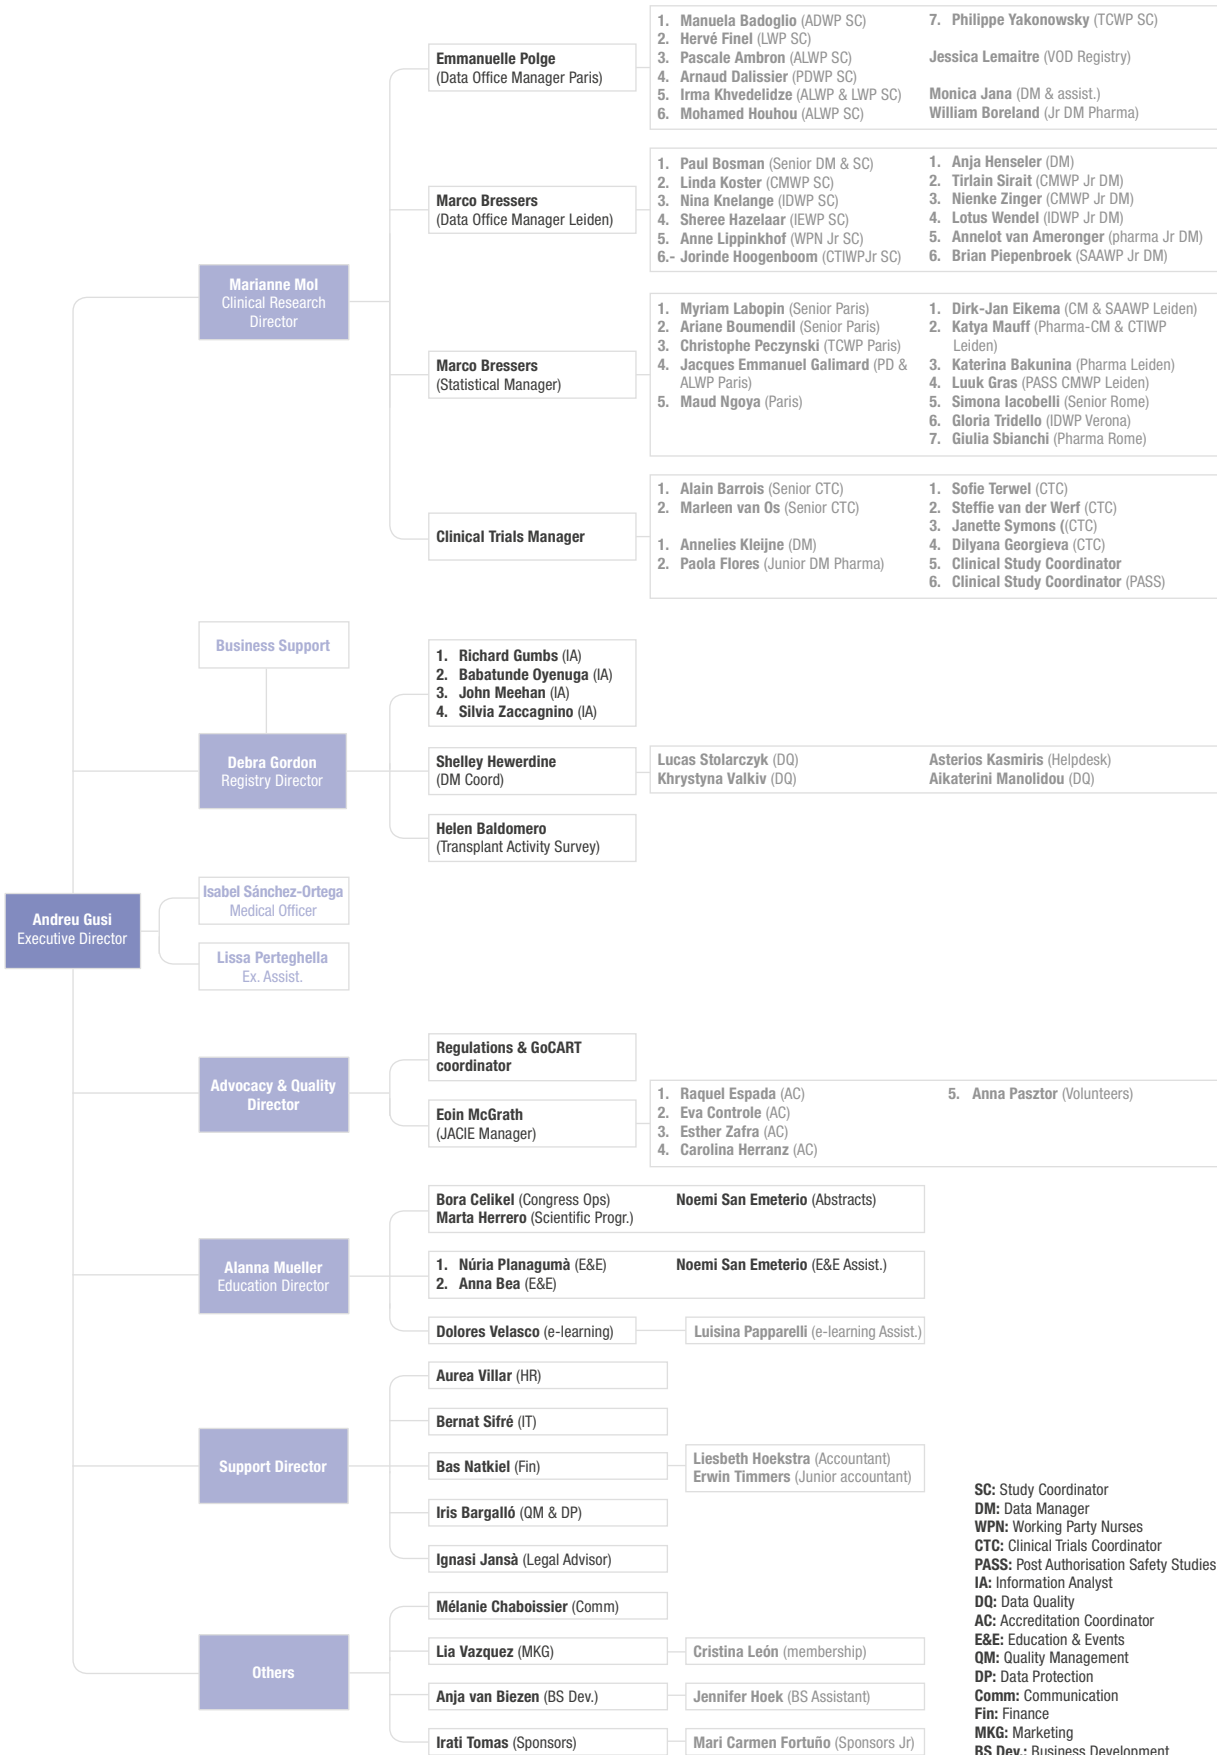 Emmanuelle Polge
(Data Office Manager Paris)
1. Manuela Badoglio (ADWP SC)
2. Hervé Finel (LWP SC)
3. Pascale Ambron (ALWP SC)
4. Arnaud Dalissier (PDWP SC)
5. Irma Khvedelidze (ALWP & LWP SC)
6. Mohamed Houhou (ALWP SC)
7. Philippe Yakonowsky (TCWP SC)
Jessica Lemaitre (VOD Registry)
Monica Jana (DM & assist.)
William Boreland (Jr DM Pharma)
Marco Bressers
(Data Office Manager Leiden)
1. Paul Bosman (Senior DM & SC)
2. Linda Koster (CMWP SC)
3. Nina Knelange (IDWP SC)
4. Sheree Hazelaar (IEWP SC)
5. Anne Lippinkhof (WPN Jr SC)
6.- Jorinde Hoogenboom (CTIWPJr SC)
1. Anja Henseler (DM)
2. Tirlain Sirait (CMWP Jr DM)
3. Nienke Zinger (CMWP Jr DM)
4. Lotus Wendel (IDWP Jr DM)
5. Annelot van Ameronger (pharma Jr DM)
6. Brian Piepenbroek (SAAWP Jr DM)
Marianne Mol
Clinical Research
Director
Marco Bressers
(Statistical Manager)
1. Myriam Labopin (Senior Paris)
2. Ariane Boumendil (Senior Paris)
3. Christophe Peczynski (TCWP Paris)
4. Jacques Emmanuel Galimard (PD &
ALWP Paris)
5. Maud Ngoya (Paris)
1. Dirk-Jan Eikema (CM & SAAWP Leiden)
2. Katya Mauff (Pharma-CM & CTIWP
Leiden)
3. Katerina Bakunina (Pharma Leiden)
4. Luuk Gras (PASS CMWP Leiden)
5. Simona Iacobelli (Senior Rome)
6. Gloria Tridello (IDWP Verona)
7. Giulia Sbianchi (Pharma Rome)
Clinical Trials Manager
1. Alain Barrois (Senior CTC)
2. Marleen van Os (Senior CTC)
1. Annelies Kleijne (DM)
2. Paola Flores (Junior DM Pharma)
1. Sofie Terwel (CTC)
2. Steffie van der Werf (CTC)
3. Janette Symons ((CTC)
4. Dilyana Georgieva (CTC)
5. Clinical Study Coordinator
6. Clinical Study Coordinator (PASS)
Business Support
Debra Gordon
Registry Director
1. Richard Gumbs (IA)
2. Babatunde Oyenuga (IA)
3. John Meehan (IA)
4. Silvia Zaccagnino (IA)
Shelley Hewerdine
(DM Coord)
Lucas Stolarczyk (DQ)
Khrystyna Valkiv (DQ)
Asterios Kasmiris (Helpdesk)
Aikaterini Manolidou (DQ)
Helen Baldomero
(Transplant Activity Survey)
Andreu Gusi
Executive Director
Isabel Sánchez-Ortega
Medical Officer
Lissa Perteghella
Ex. Assist.
Advocacy & Quality
Director
Regulations & GoCART
coordinator
Eoin McGrath
(JACIE Manager)
1. Raquel Espada (AC)
2. Eva Controle (AC)
3. Esther Zafra (AC)
4. Carolina Herranz (AC)
5. Anna Pasztor (Volunteers)
Alanna Mueller
Education Director
Bora Celikel (Congress Ops)
Marta Herrero (Scientific Progr.)
Noemi San Emeterio (Abstracts)
1. Núria Planagumà (E&E)
2. Anna Bea (E&E)
Noemi San Emeterio (E&E Assist.)
Dolores Velasco (e-learning)
Luisina Papparelli (e-learning Assist.)
Support Director
Aurea Villar (HR)
Bernat Sifré (IT)
Bas Natkiel (Fin)
Liesbeth Hoekstra (Accountant)
Erwin Timmers (Junior accountant)
Iris Bargalló (QM & DP)
Ignasi Jansà (Legal Advisor)
Others
Mélanie Chaboissier (Comm)
Lia Vazquez (MKG)
Cristina León (membership)
Anja van Biezen (BS Dev.)
Jennifer Hoek (BS Assistant)
Irati Tomas (Sponsors)
Mari Carmen Fortuño (Sponsors Jr)
SC: Study Coordinator
DM: Data Manager
WPN: Working Party Nurses
CTC: Clinical Trials Coordinator
PASS: Post Authorisation Safety Studies
IA: Information Analyst
DQ: Data Quality
AC: Accreditation Coordinator
E&E: Education & Events
QM: Quality Management
DP: Data Protection
Comm: Communication
Fin: Finance
MKG: Marketing
BS Dev.: Business Development